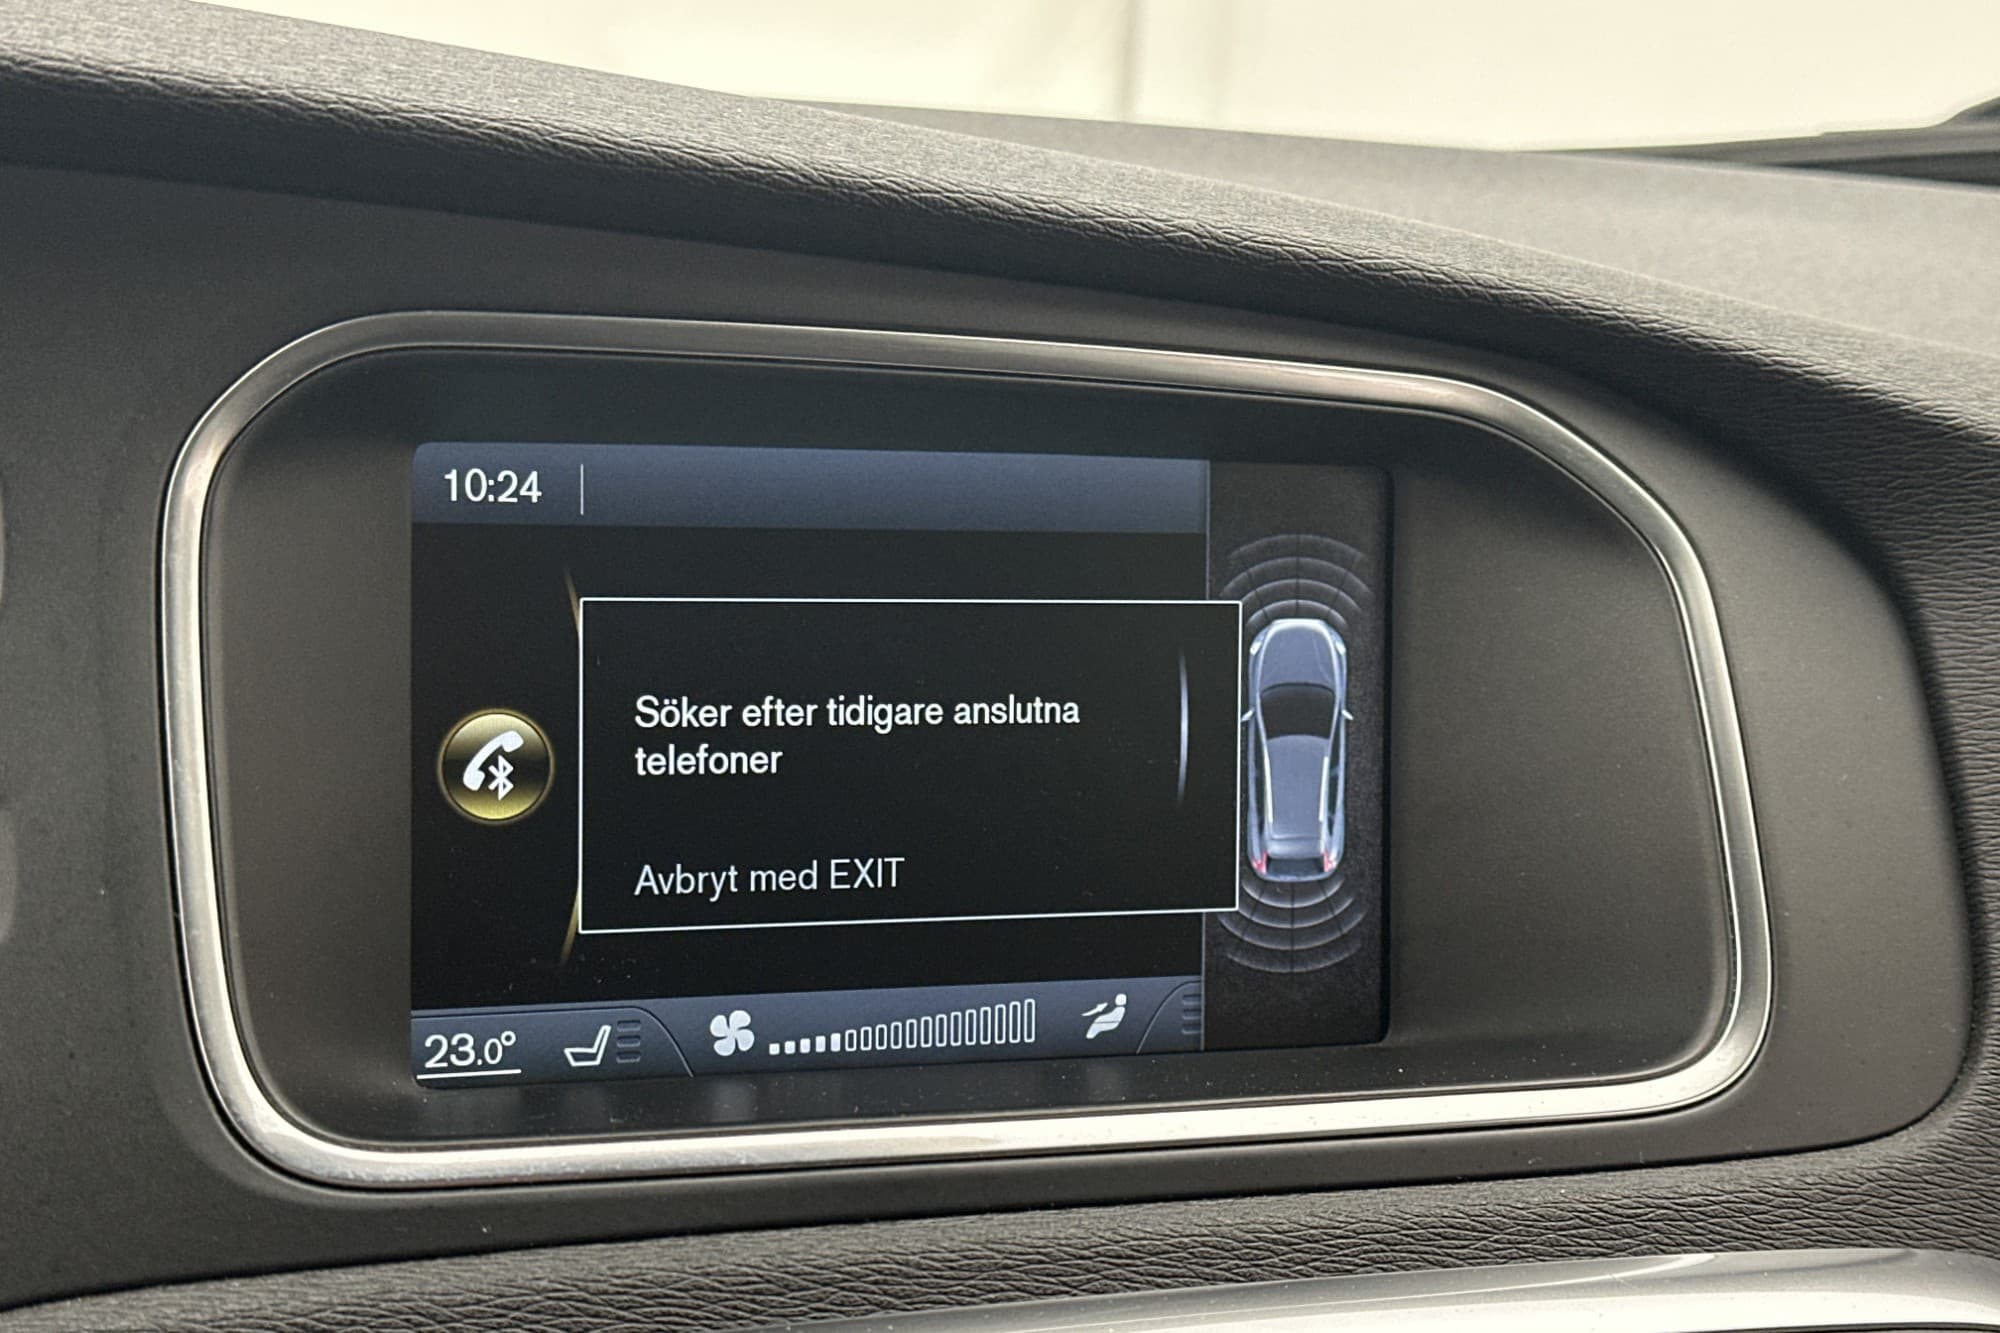 10:24
Söker efter tidigare anslutna
telefoner
Avbryt med EXIT
23.0°